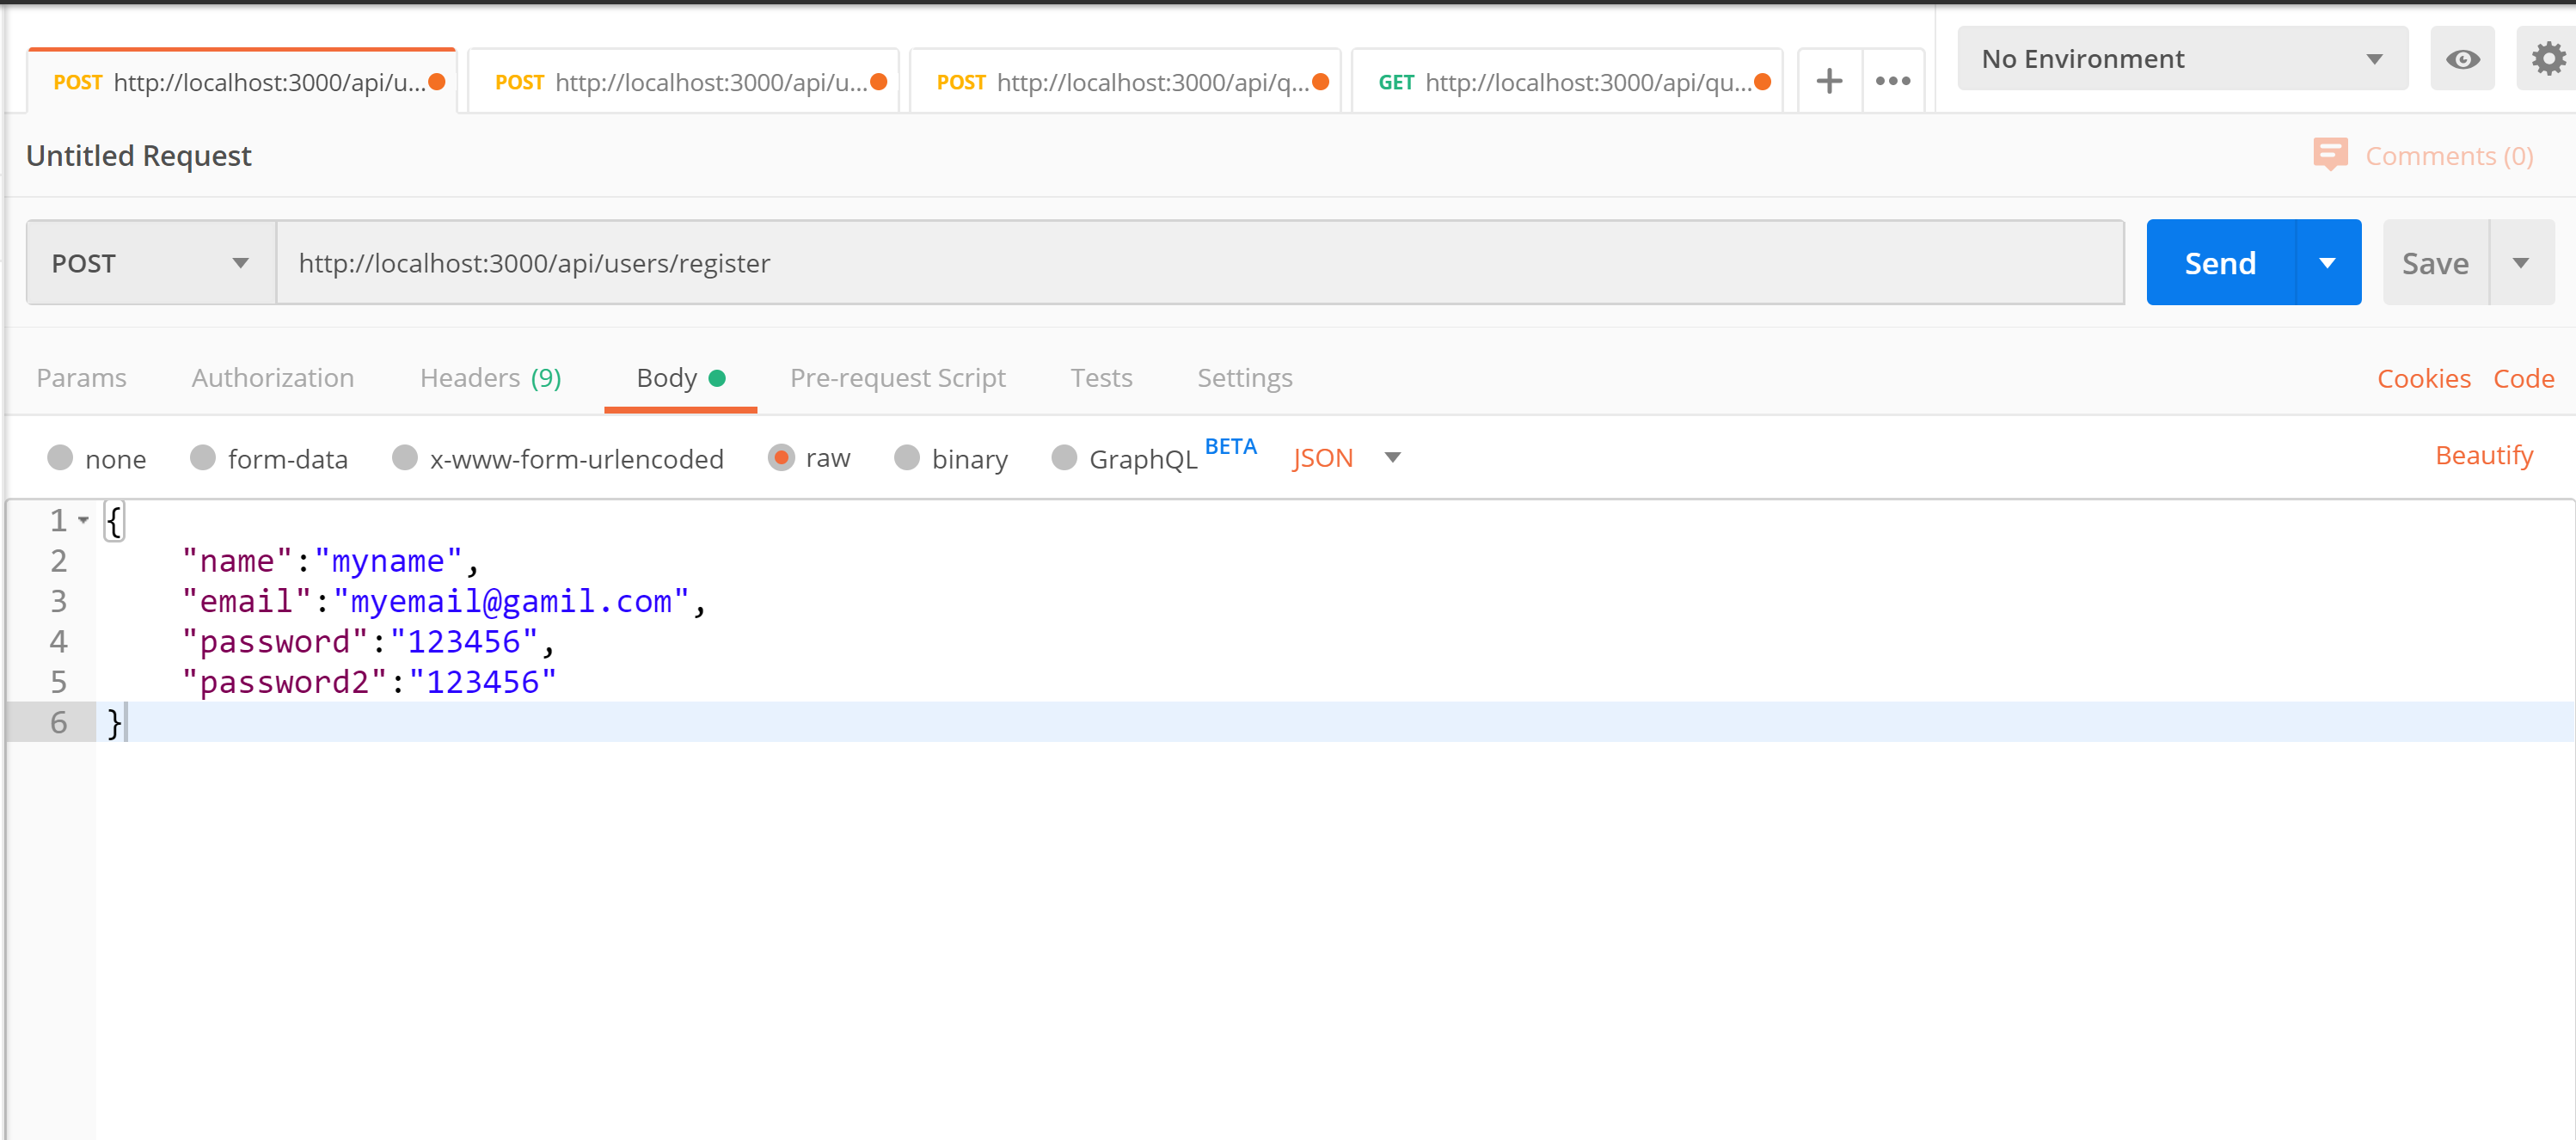 POST http://localhost:3000/api/u... POST http://localhost:3000/api/u... POST http://localhost:3000/api/q... GET http://localhost:3000/api/qu... + ••• No Environment
Untitled Request Comments (0)
POST http://localhost:3000/api/users/register Send Save
Params Authorization Headers (9) Body Pre-request Script Tests Settings Cookies Code
none form-data x-www-form-urlencoded raw binary GraphQL BETA JSON Beautify
1 {
2 "name":"myname",
3 "email":"myemail@gamil.com",
4 "password":"123456",
5 "password2":"123456"
6 }